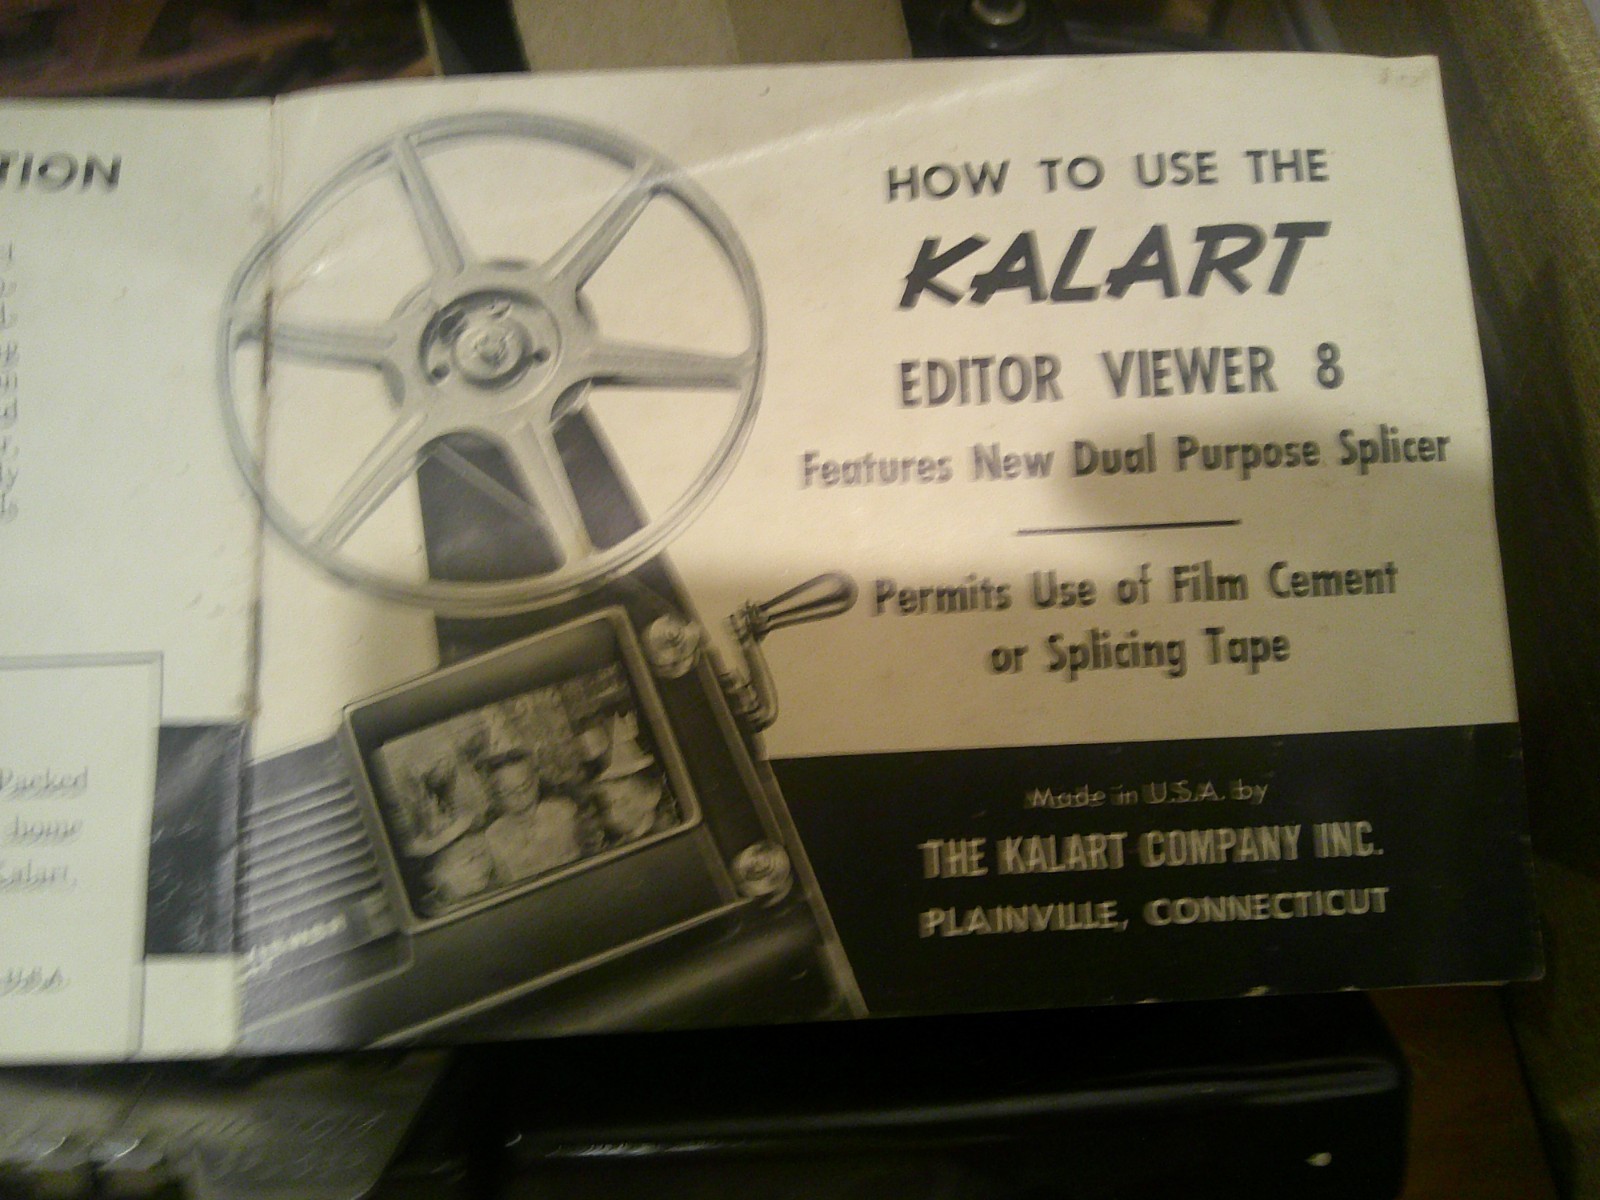 TION
Packed
home
Kalart,
U.S.A.
HOW TO USE THE
KALART
EDITOR VIEWER 8
Features New Dual Purpose Splicer
Permits Use of Film Cement
or Splicing Tape
Made in U.S.A. by
THE KALART COMPANY INC.
PLAINVILLE, CONNECTICUT